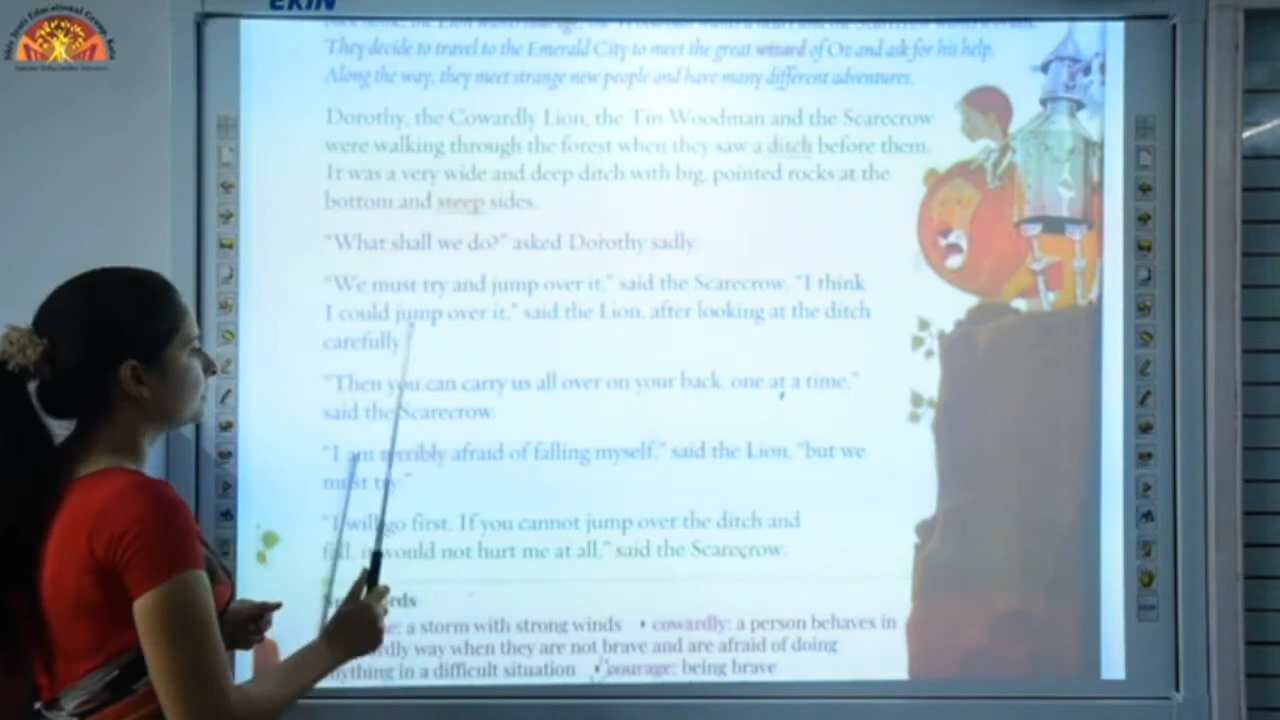 EKIN
They decide to travel to the Emerald City to meet the great wizard of Oz and ask for his help.
Along the way, they meet strange new people and have many different adventures.
Dorothy, the Cowardly Lion, the Tin Woodman and the Scarecrow
were walking through the forest when they saw a ditch before them.
It was a very wide and deep ditch with big, pointed rocks at the
bottom and steep sides.
"What shall we do?" asked Dorothy sadly.
"We must try and jump over it," said the Scarecrow. "I think
I could jump over it," said the Lion, after looking at the ditch
carefully.
"Then you can carry us all over on your back, one at a time,"
said the Scarecrow.
"I am terribly afraid of falling myself," said the Lion, "but we
must try."
"I will go first. If you cannot jump over the ditch and
fall, it would not hurt me at all," said the Scarecrow.
a storm with strong winds • cowardly: a person behaves in
way when they are not brave and are afraid of doing
in a difficult situation • courage: being brave